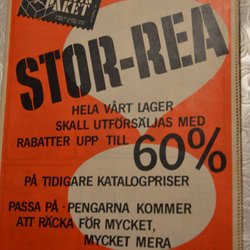 PAKET
STOR-REA
HELA VÅRT LAGER
SKALL UTFÖRSÄLJAS MED
RABATTER UPP TILL 60%
PÅ TIDIGARE KATALOGPRISER
PASSA PÅ - PENGARNA KOMMER
ATT RÄCKA FÖR MYCKET,
MYCKET MERA